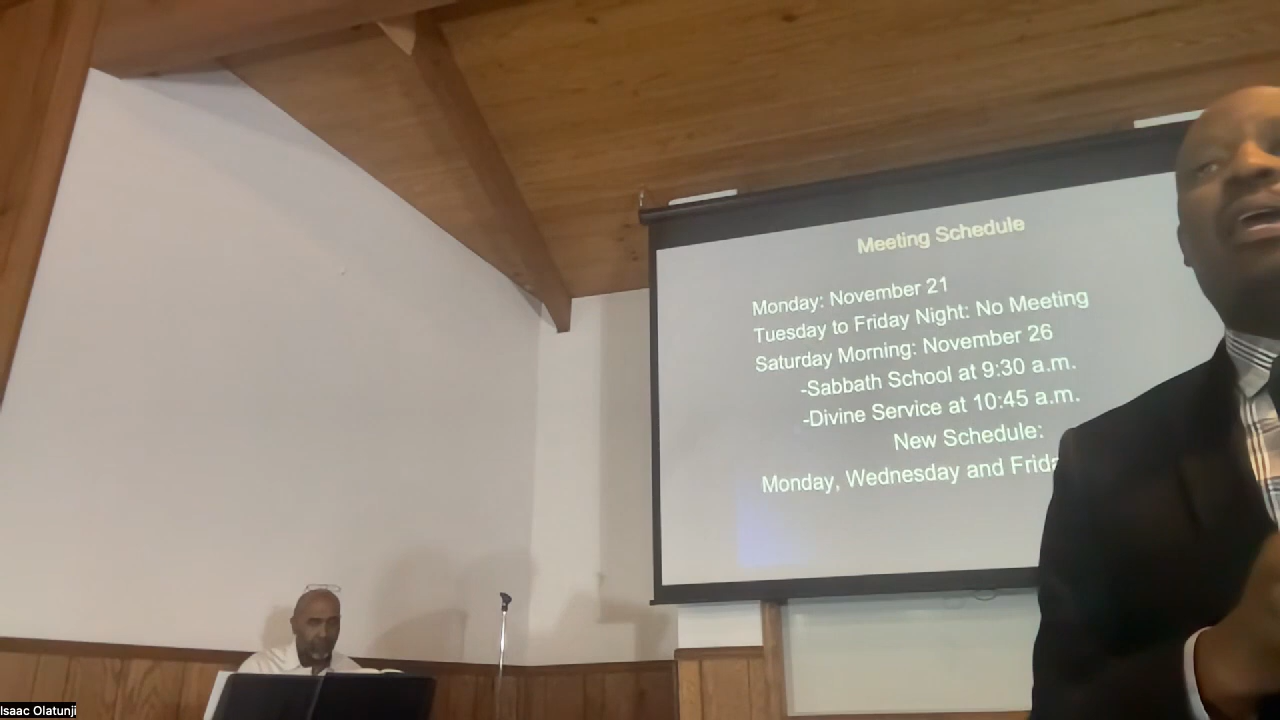 Meeting Schedule
Monday: November 21
Tuesday to Friday Night: No Meeting
Saturday Morning: November 26
-Sabbath School at 9:30 a.m.
-Divine Service at 10:45 a.m.
New Schedule:
Monday, Wednesday and Frida
Isaac Olatunji